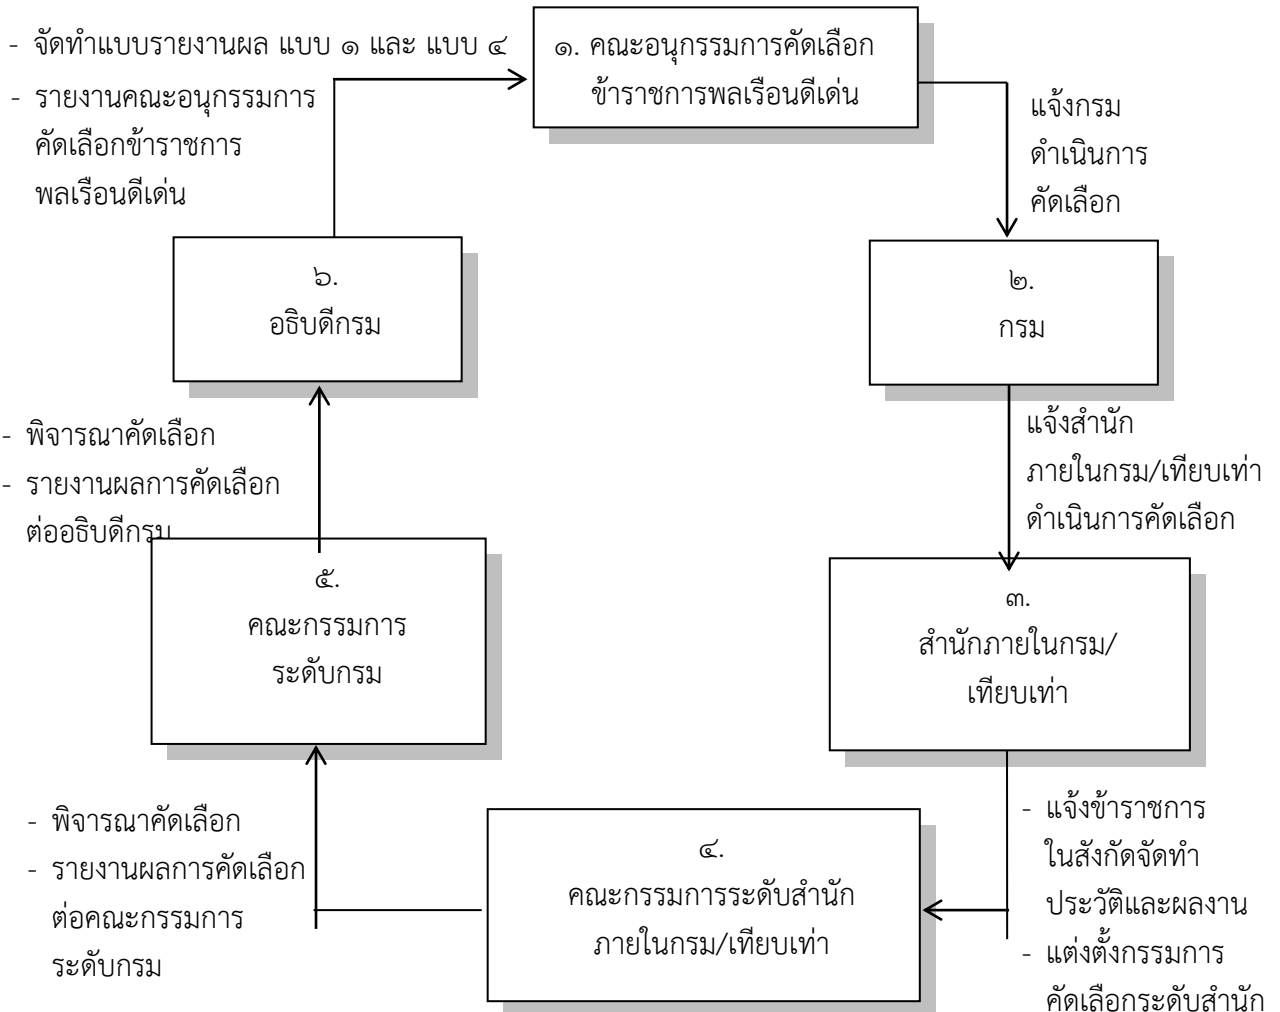 - จัดทำแบบรายงานผล แบบ ๑ และ แบบ ๔
- รายงานคณะอนุกรรมการ
คัดเลือกข้าราชการ
พลเรือนดีเด่น
๑. คณะอนุกรรมการคัดเลือก
ข้าราชการพลเรือนดีเด่น
แจ้งกรม
ดำเนินการ
คัดเลือก
๒.
กรม
แจ้งสำนัก
ภายในกรม/เทียบเท่า
ดำเนินการคัดเลือก
๓.
สำนักภายในกรม/
เทียบเท่า
- แจ้งข้าราชการ
ในสังกัดจัดทำ
ประวัติและผลงาน
- แต่งตั้งกรรมการ
คัดเลือกระดับสำนัก
๔.
คณะกรรมการระดับสำนัก
ภายในกรม/เทียบเท่า
- พิจารณาคัดเลือก
- รายงานผลการคัดเลือก
ต่อคณะกรรมการ
ระดับกรม
๕.
คณะกรรมการ
ระดับกรม
- พิจารณาคัดเลือก
- รายงานผลการคัดเลือก
ต่ออธิบดีกรม
๖.
อธิบดีกรม